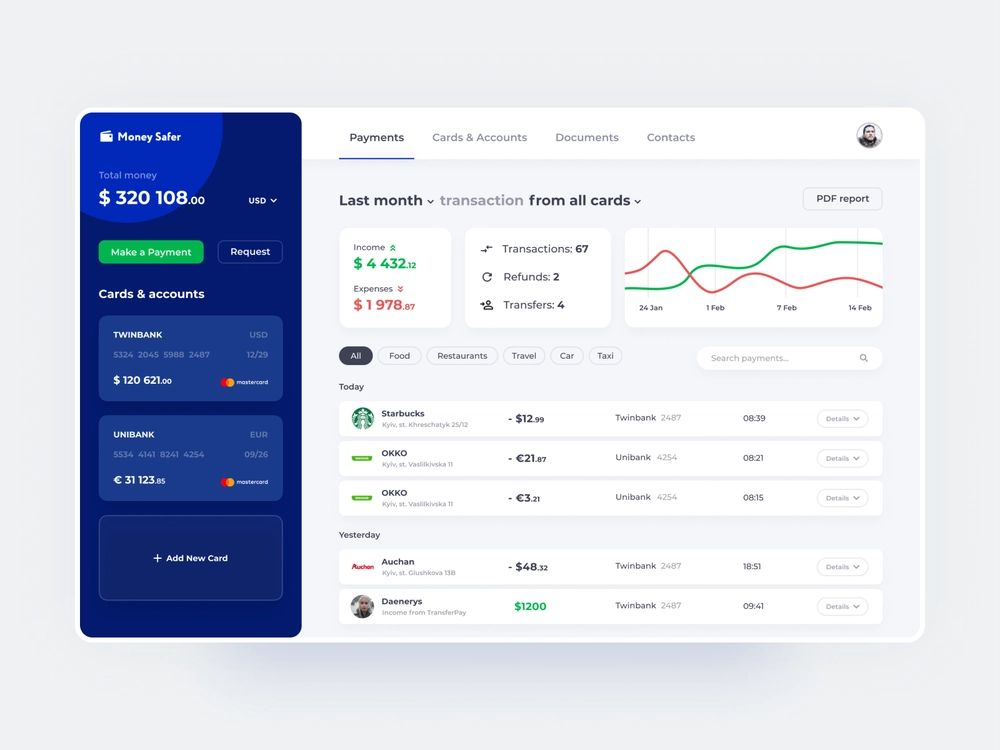 Money Safer
Total money
$ 320 108.00
USD
Make a Payment
Request
Cards & accounts
TWINBANK USD
5324 2045 5988 2487 12/29
$ 120 621.00 mastercard
UNIBANK EUR
5534 4141 8241 4254 09/26
€ 31 123.85 mastercard
+ Add New Card
Payments Cards & Accounts Documents Contacts
Last month transaction from all cards
PDF report
Income
$ 4 432.12
Expenses
$ 1 978.87
Transactions: 67
Refunds: 2
Transfers: 4
24 Jan 1 Feb 7 Feb 14 Feb
All Food Restaurants Travel Car Taxi
Search payments...
Today
Starbucks
Kyiv, st. Khreschatyk 25/12
- $12.99 Twinbank 2487 08:39 Details
OKKO
Kyiv, st. Vasilkivska 11
- €21.87 Unibank 4254 08:21 Details
OKKO
Kyiv, st. Vasilkivska 11
- €3.21 Unibank 4254 08:15 Details
Yesterday
Auchan
Auchan
Kyiv, st. Glushkova 13B
- $48.32 Twinbank 2487 18:51 Details
Daenerys
Income from TransferPay
$1200 Twinbank 2487 09:41 Details